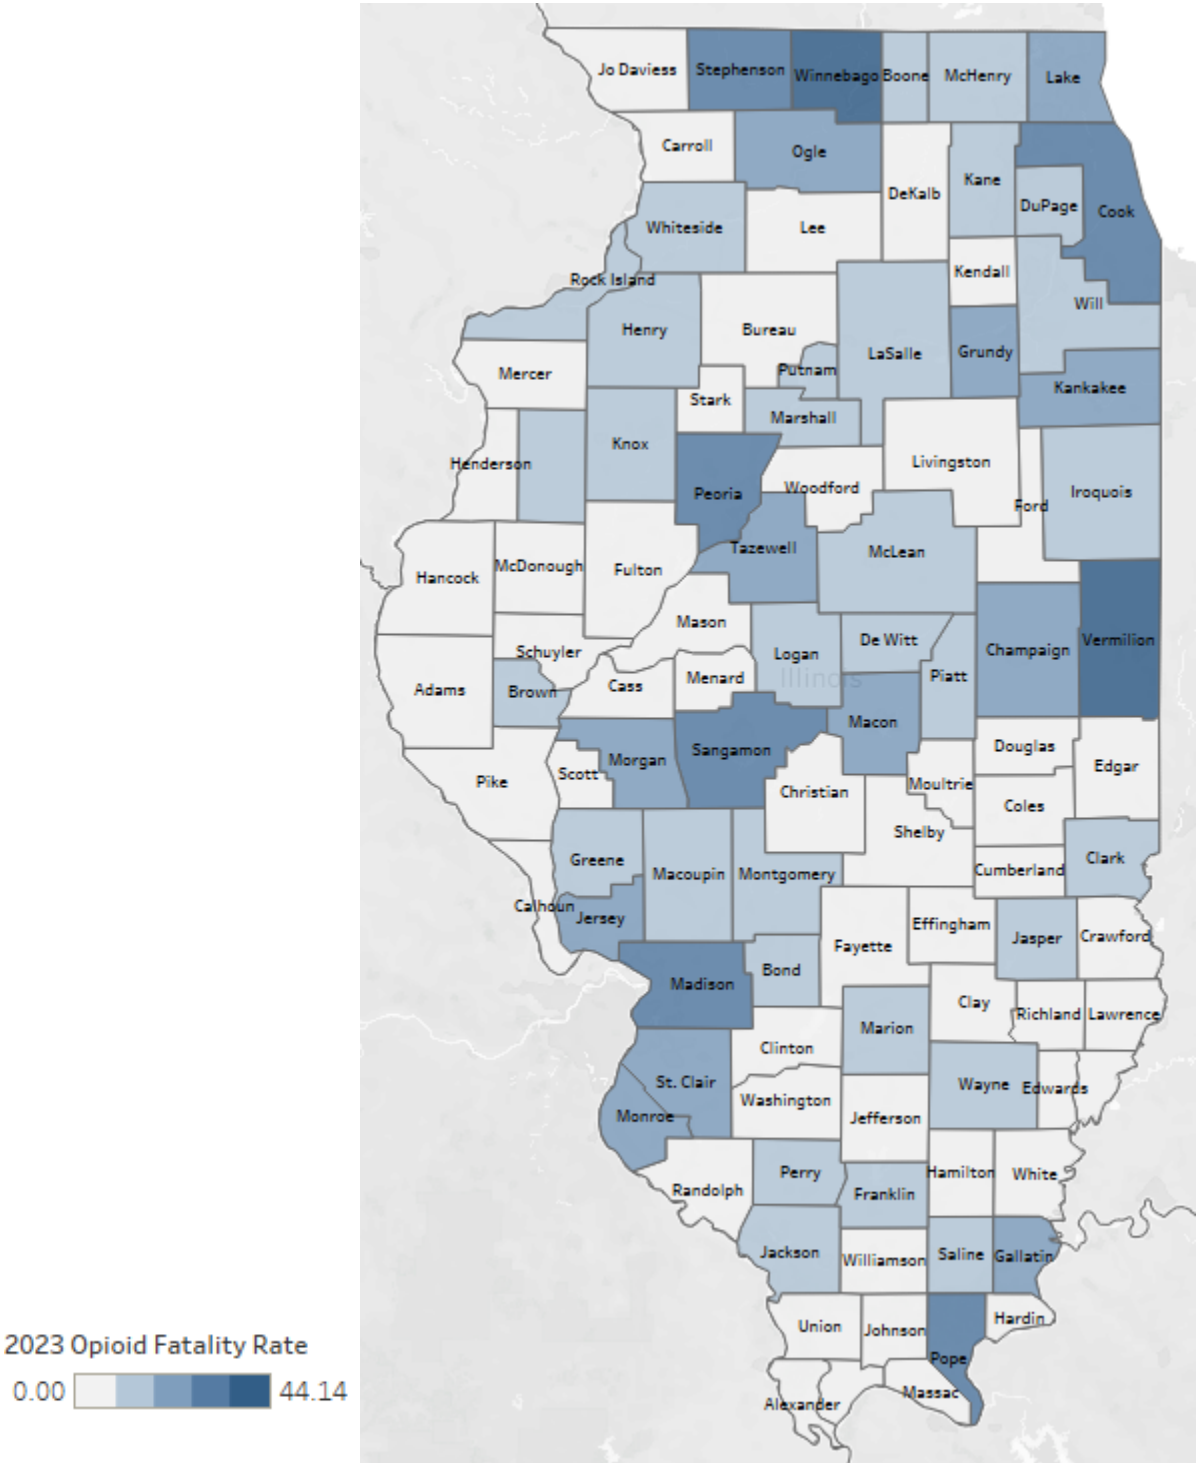 Jo Daviess
Stephenson
Winnebago
Boone
McHenry
Lake
Carroll
Ogle
DeKalb
Kane
DuPage
Cook
Whiteside
Lee
Rock Island
Kendall
Will
Henry
Bureau
LaSalle
Grundy
Mercer
Putnam
Kankakee
Stark
Marshall
Henderson
Knox
Peoria
Woodford
Livingston
Ford
Iroquois
Hancock
McDonough
Fulton
Tazewell
McLean
Mason
Schuyler
Logan
De Witt
Champaign
Vermilion
Adams
Brown
Cass
Menard
Illinois
Piatt
Pike
Scott
Morgan
Sangamon
Macon
Douglas
Edgar
Christian
Moultrie
Coles
Shelby
Greene
Macoupin
Montgomery
Cumberland
Clark
Calhoun
Jersey
Fayette
Effingham
Jasper
Crawford
Madison
Bond
Clay
Richland
Lawrence
Marion
Clinton
St. Clair
Washington
Wayne
Edwards
Monroe
Jefferson
Randolph
Perry
Franklin
Hamilton
White
Jackson
Williamson
Saline
Gallatin
Union
Johnson
Hardin
Pope
Alexander
Massac
2023 Opioid Fatality Rate
0.00 44.14